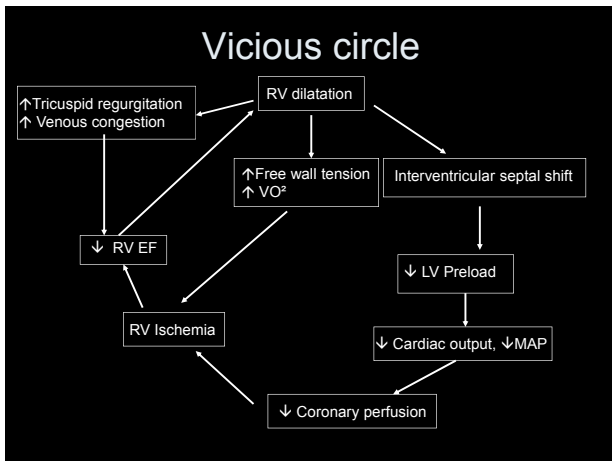 Vicious circle
RV dilatation
↑Tricuspid regurgitation
↑ Venous congestion
↑Free wall tension
↑ VO²
Interventricular septal shift
↓ RV EF
↓ LV Preload
RV Ischemia
↓ Cardiac output, ↓MAP
↓ Coronary perfusion